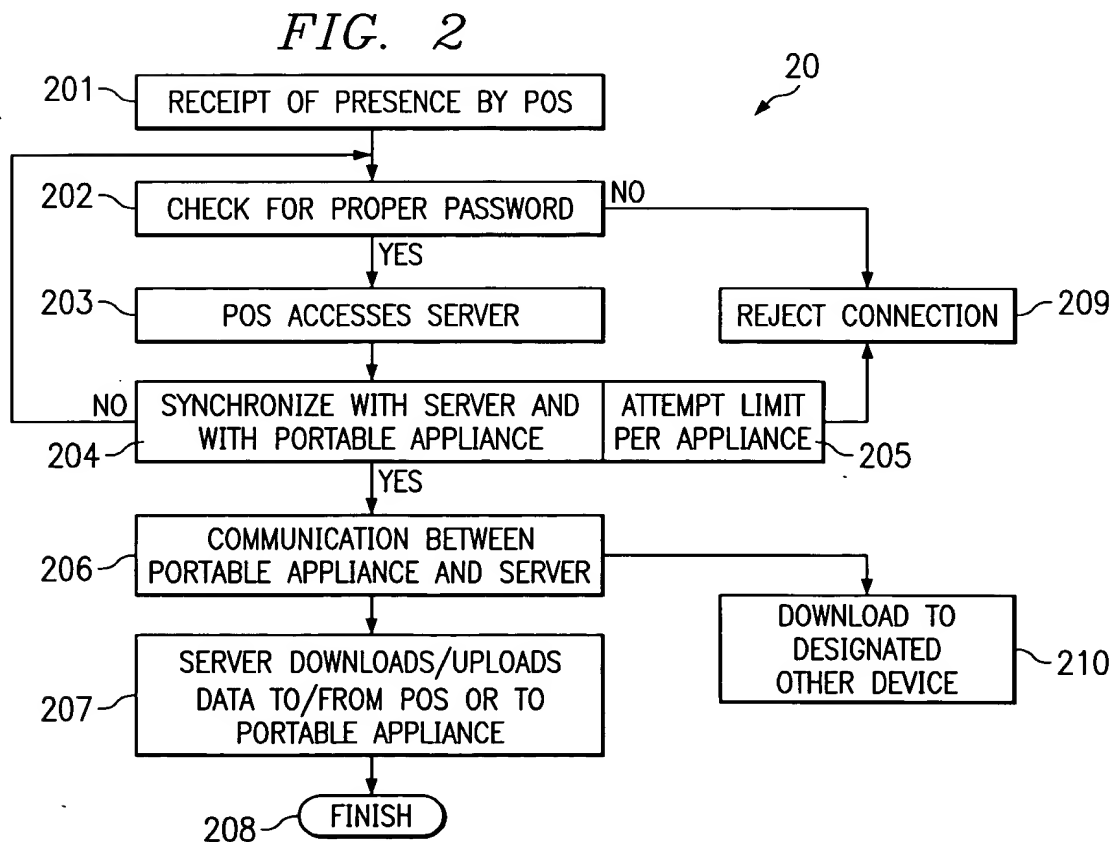 FIG. 2
20
201
RECEIPT OF PRESENCE BY POS
202
CHECK FOR PROPER PASSWORD
NO
YES
203
POS ACCESSES SERVER
REJECT CONNECTION
209
NO
SYNCHRONIZE WITH SERVER AND
WITH PORTABLE APPLIANCE
204
ATTEMPT LIMIT
PER APPLIANCE
205
YES
206
COMMUNICATION BETWEEN
PORTABLE APPLIANCE AND SERVER
DOWNLOAD TO
DESIGNATED
OTHER DEVICE
210
207
SERVER DOWNLOADS/UPLOADS
DATA TO/FROM POS OR TO
PORTABLE APPLIANCE
208
FINISH